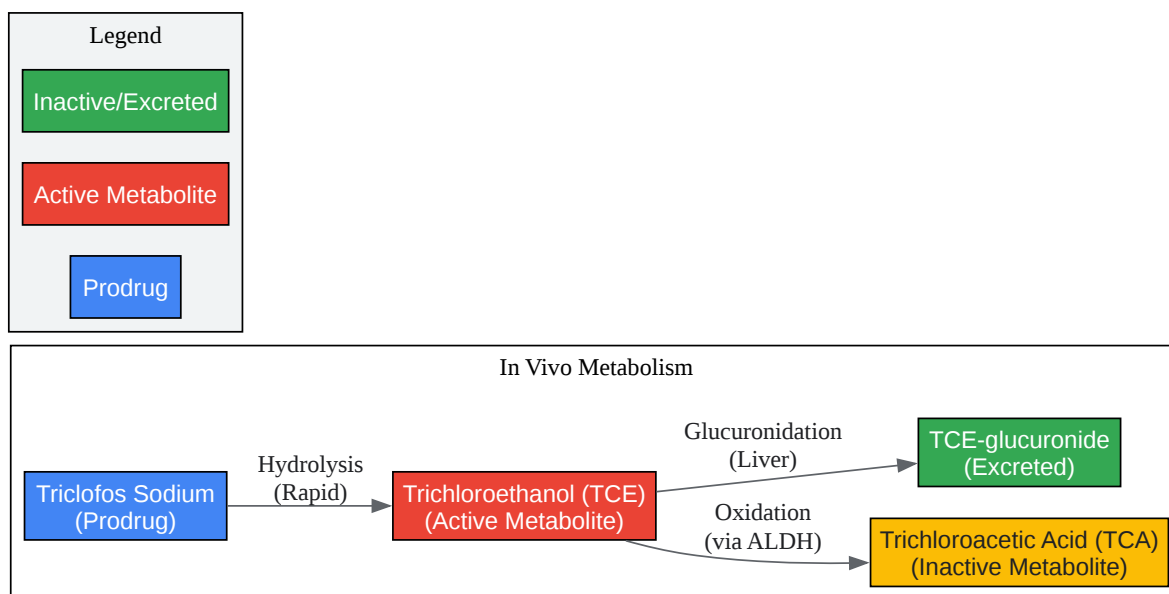 Legend
Inactive/Excreted
Active Metabolite
Prodrug
In Vivo Metabolism
Triclofos Sodium
(Prodrug)
Hydrolysis
(Rapid)
Trichloroethanol (TCE)
(Active Metabolite)
Glucuronidation
(Liver)
TCE-glucuronide
(Excreted)
Oxidation
(via ALDH)
Trichloroacetic Acid (TCA)
(Inactive Metabolite)